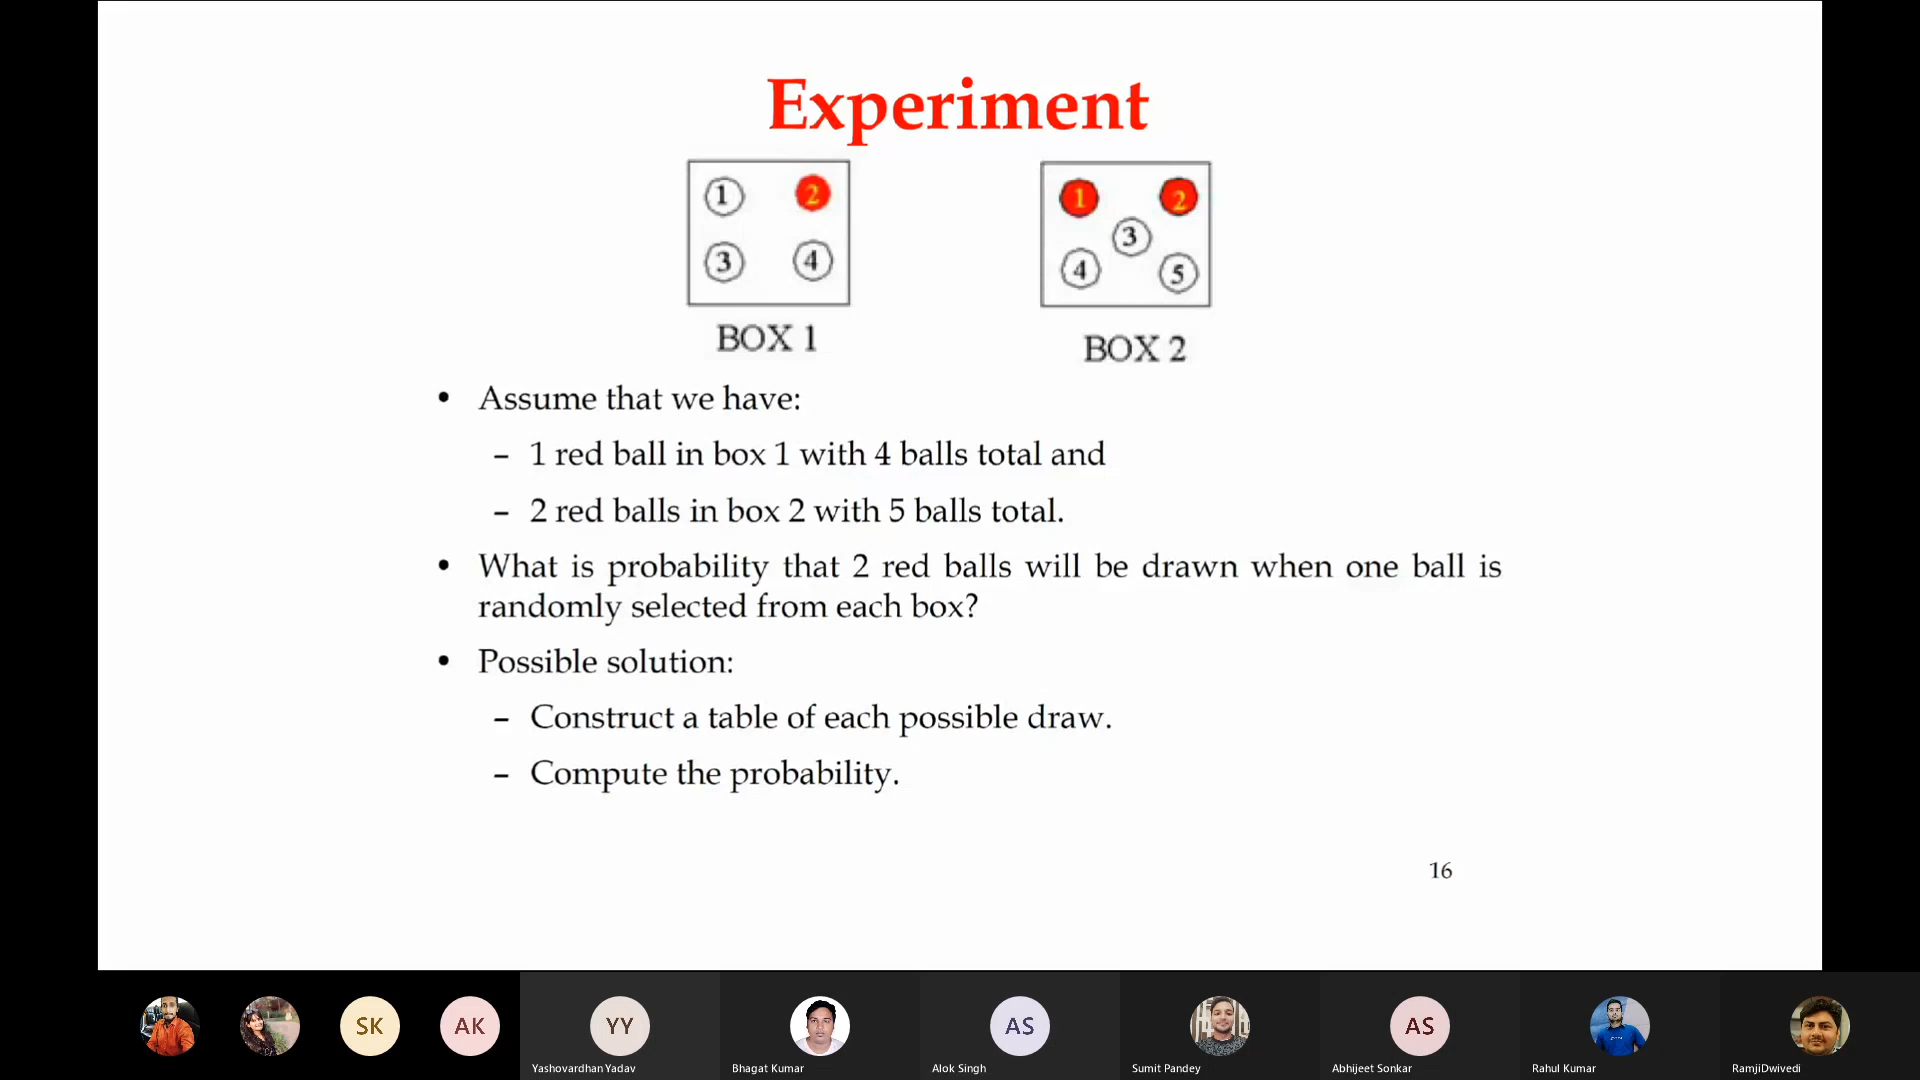 Experiment
1 2
3 4
BOX 1
1 2
3
4 5
BOX 2
• Assume that we have:
– 1 red ball in box 1 with 4 balls total and
– 2 red balls in box 2 with 5 balls total.
• What is probability that 2 red balls will be drawn when one ball is
randomly selected from each box?
• Possible solution:
– Construct a table of each possible draw.
– Compute the probability.
16
SK AK YY AS AS
Yashovardhan Yadav Bhagat Kumar Alok Singh Sumit Pandey Abhijeet Sonkar Rahul Kumar RamjiDwivedi